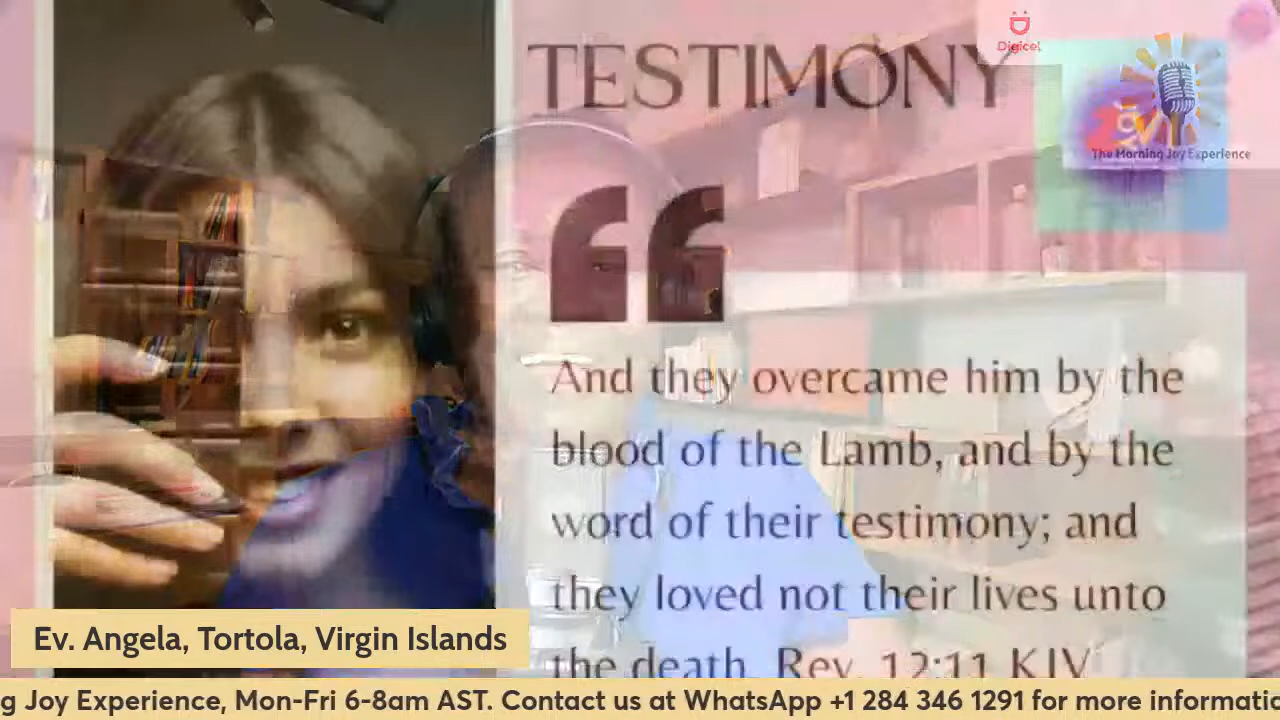 TESTIMONY
Digicel
The Morning Joy Experience
And they overcame him by the
blood of the Lamb, and by the
word of their testimony; and
they loved not their lives unto
the death. Rev. 12:11 KJV
Ev. Angela, Tortola, Virgin Islands
g Joy Experience, Mon-Fri 6-8am AST. Contact us at WhatsApp +1 284 346 1291 for more informatio